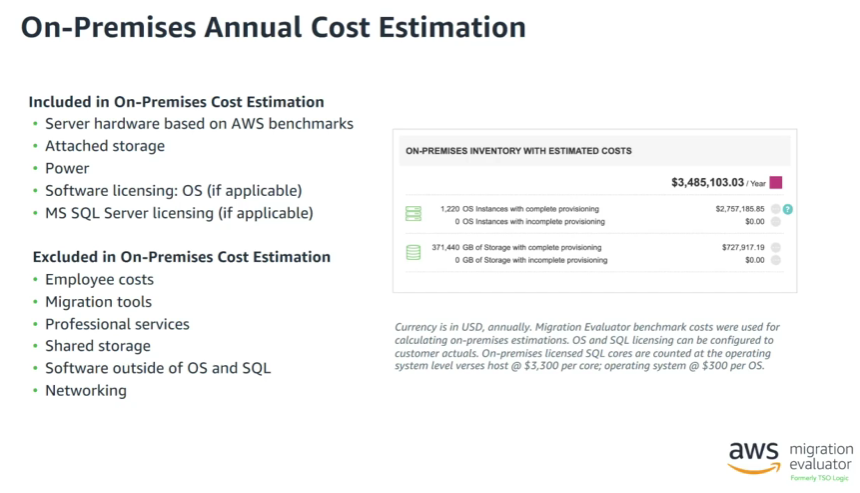 On-Premises Annual Cost Estimation
Included in On-Premises Cost Estimation
• Server hardware based on AWS benchmarks
• Attached storage
• Power
• Software licensing: OS (if applicable)
• MS SQL Server licensing (if applicable)
Excluded in On-Premises Cost Estimation
• Employee costs
• Migration tools
• Professional services
• Shared storage
• Software outside of OS and SQL
• Networking
ON-PREMISES INVENTORY WITH ESTIMATED COSTS
$3,485,103.03 / Year
1,220 OS Instances with complete provisioning $2,757,185.85 ?
0 OS Instances with incomplete provisioning $0.00
371,440 GB of Storage with complete provisioning $727,917.19
0 GB of Storage with incomplete provisioning $0.00
Currency is in USD, annually. Migration Evaluator benchmark costs were used for
calculating on-premises estimations. OS and SQL licensing can be configured to
customer actuals. On-premises licensed SQL cores are counted at the operating
system level verses host @ $3,300 per core; operating system @ $300 per OS.
aws migration
evaluator
Formerly TSO Logic